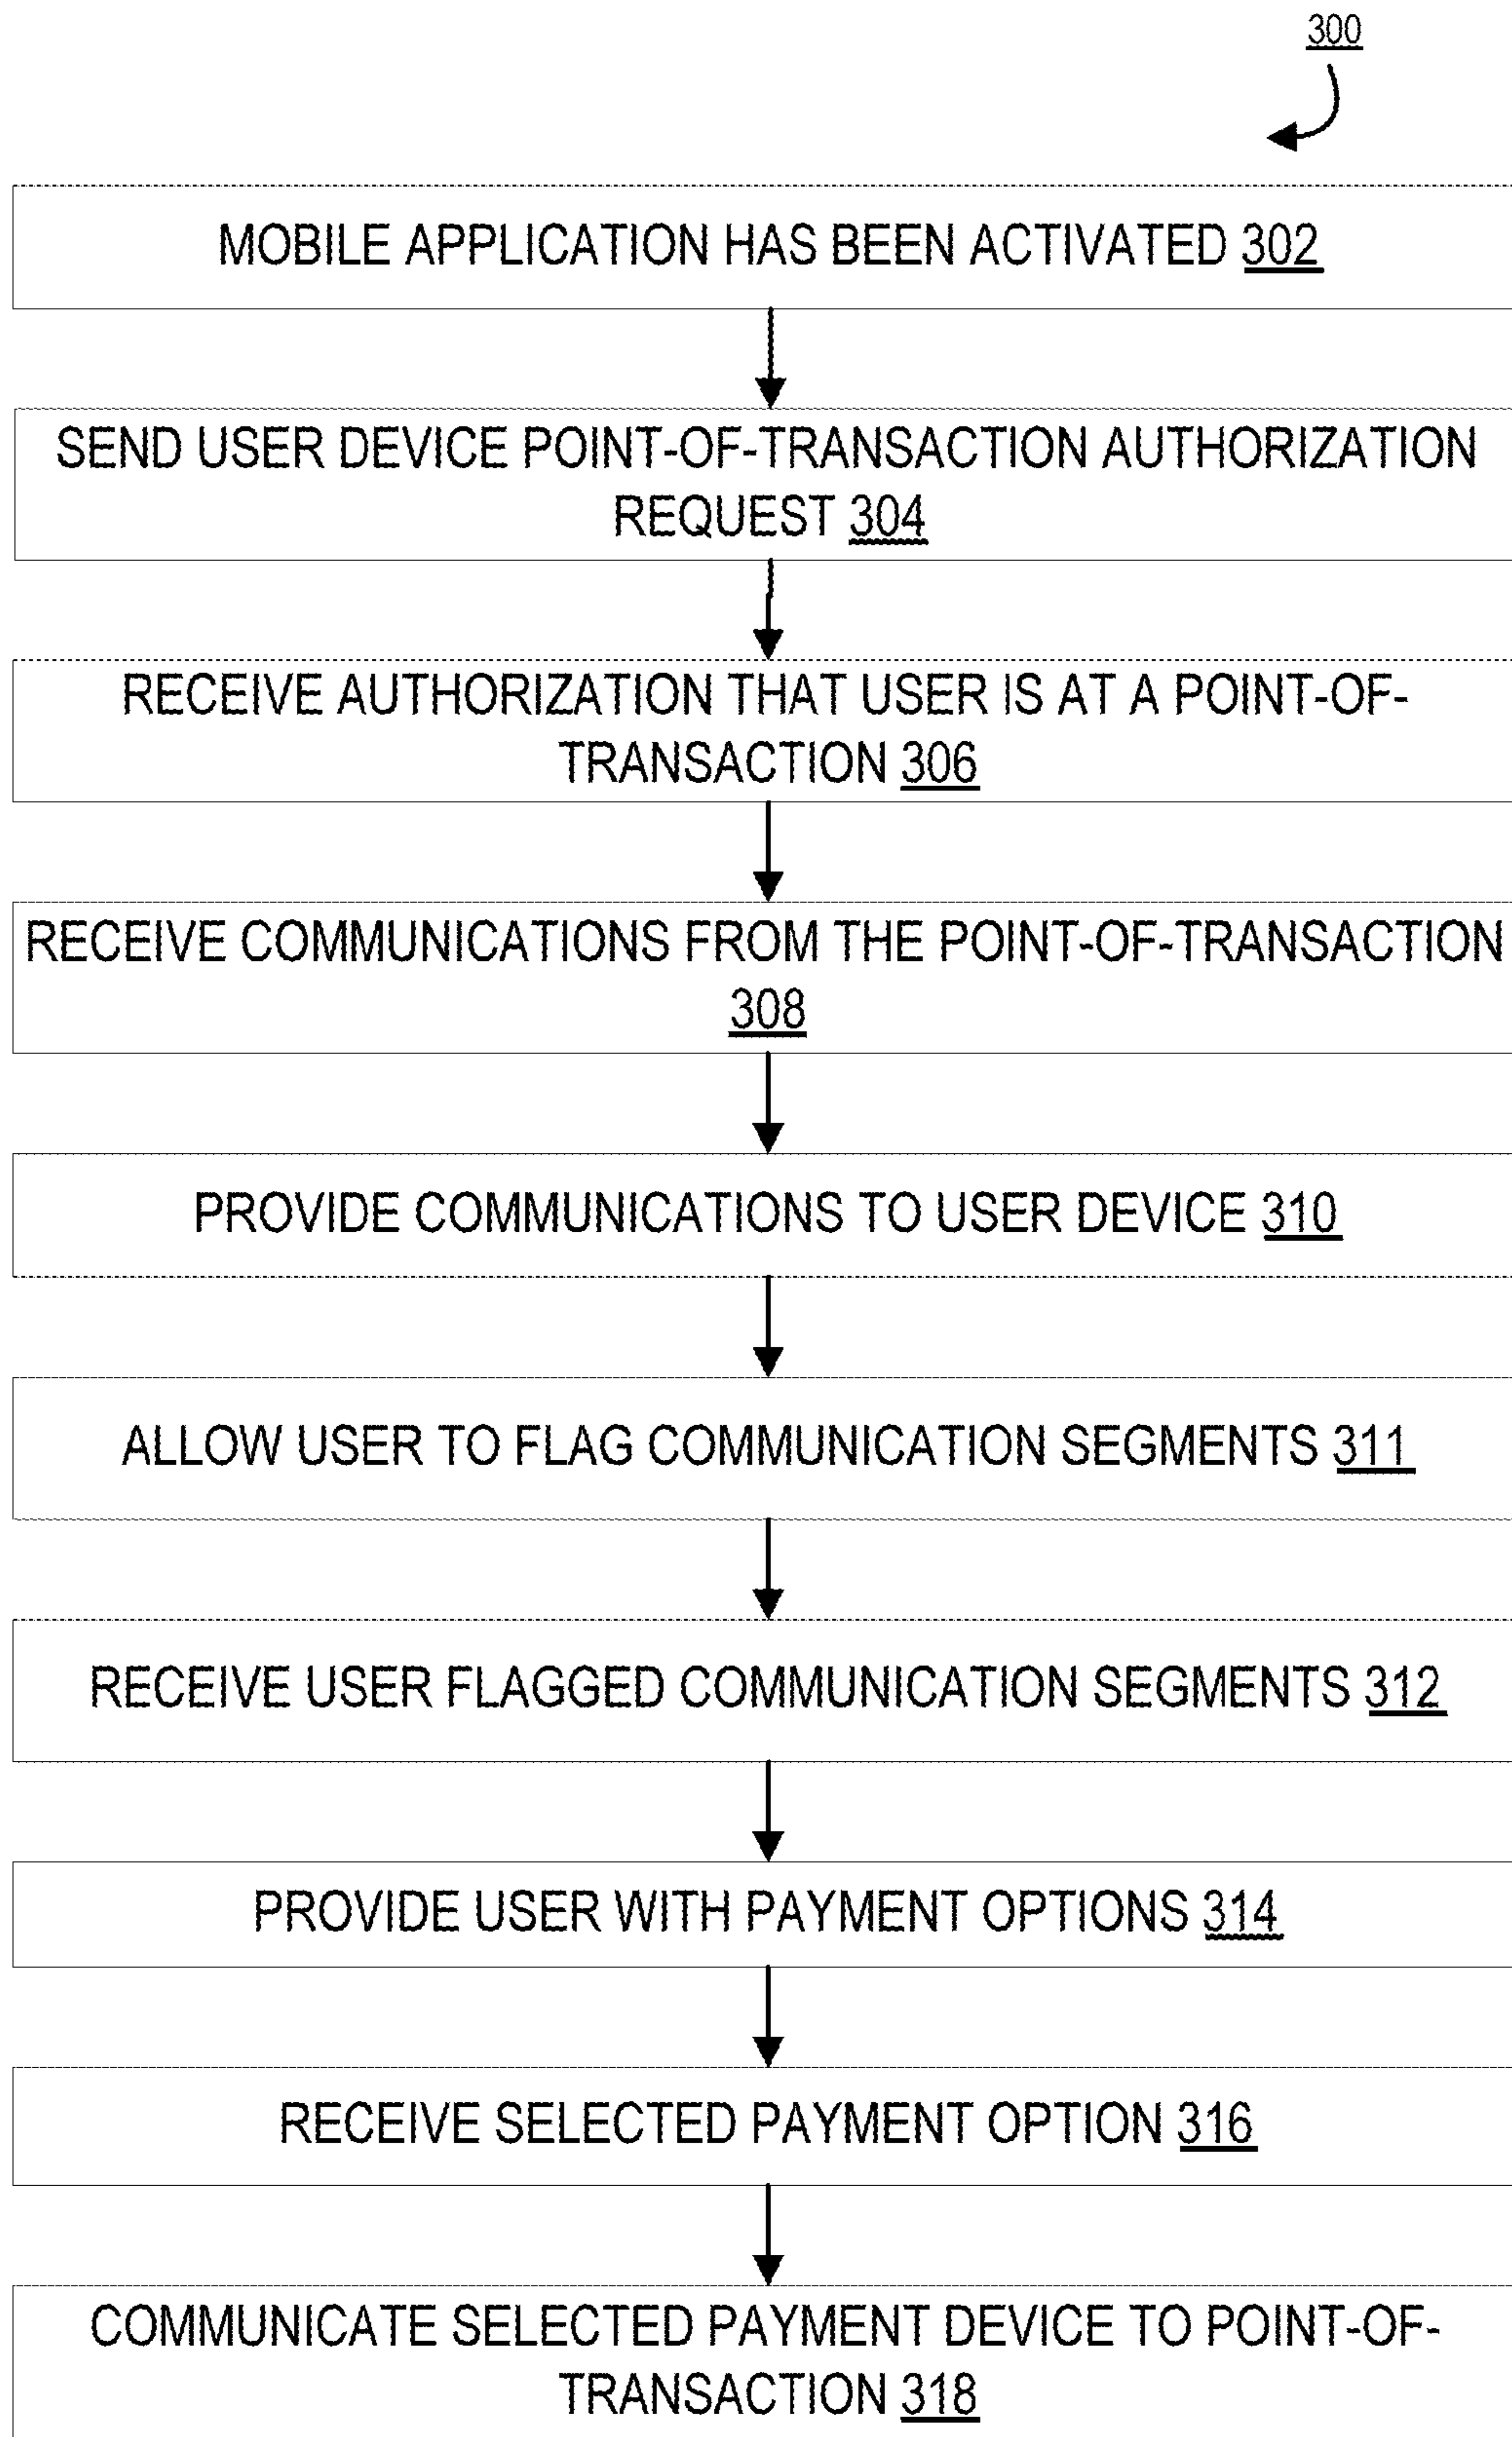 300
MOBILE APPLICATION HAS BEEN ACTIVATED 302
SEND USER DEVICE POINT-OF-TRANSACTION AUTHORIZATION
REQUEST 304
RECEIVE AUTHORIZATION THAT USER IS AT A POINT-OF-
TRANSACTION 306
RECEIVE COMMUNICATIONS FROM THE POINT-OF-TRANSACTION
308
PROVIDE COMMUNICATIONS TO USER DEVICE 310
ALLOW USER TO FLAG COMMUNICATION SEGMENTS 311
RECEIVE USER FLAGGED COMMUNICATION SEGMENTS 312
PROVIDE USER WITH PAYMENT OPTIONS 314
RECEIVE SELECTED PAYMENT OPTION 316
COMMUNICATE SELECTED PAYMENT DEVICE TO POINT-OF-
TRANSACTION 318